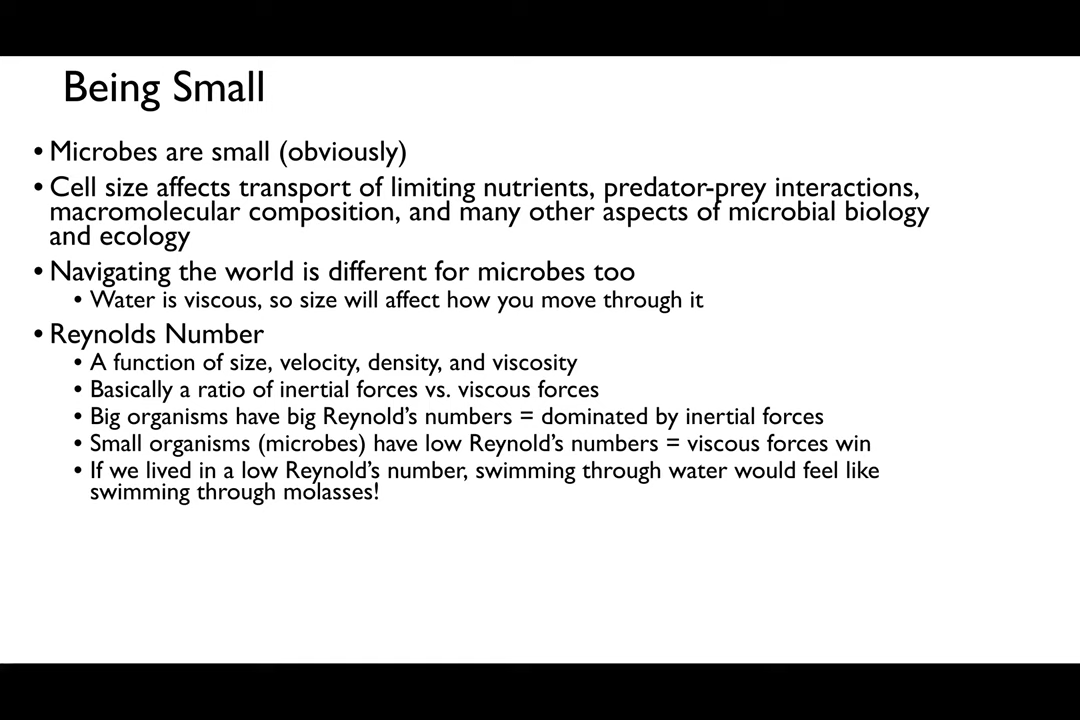 Being Small
• Microbes are small (obviously)
• Cell size affects transport of limiting nutrients, predator-prey interactions,
macromolecular composition, and many other aspects of microbial biology
and ecology
• Navigating the world is different for microbes too
• Water is viscous, so size will affect how you move through it
• Reynolds Number
• A function of size, velocity, density, and viscosity
• Basically a ratio of inertial forces vs. viscous forces
• Big organisms have big Reynold's numbers = dominated by inertial forces
• Small organisms (microbes) have low Reynold's numbers = viscous forces win
• If we lived in a low Reynold's number, swimming through water would feel like
swimming through molasses!